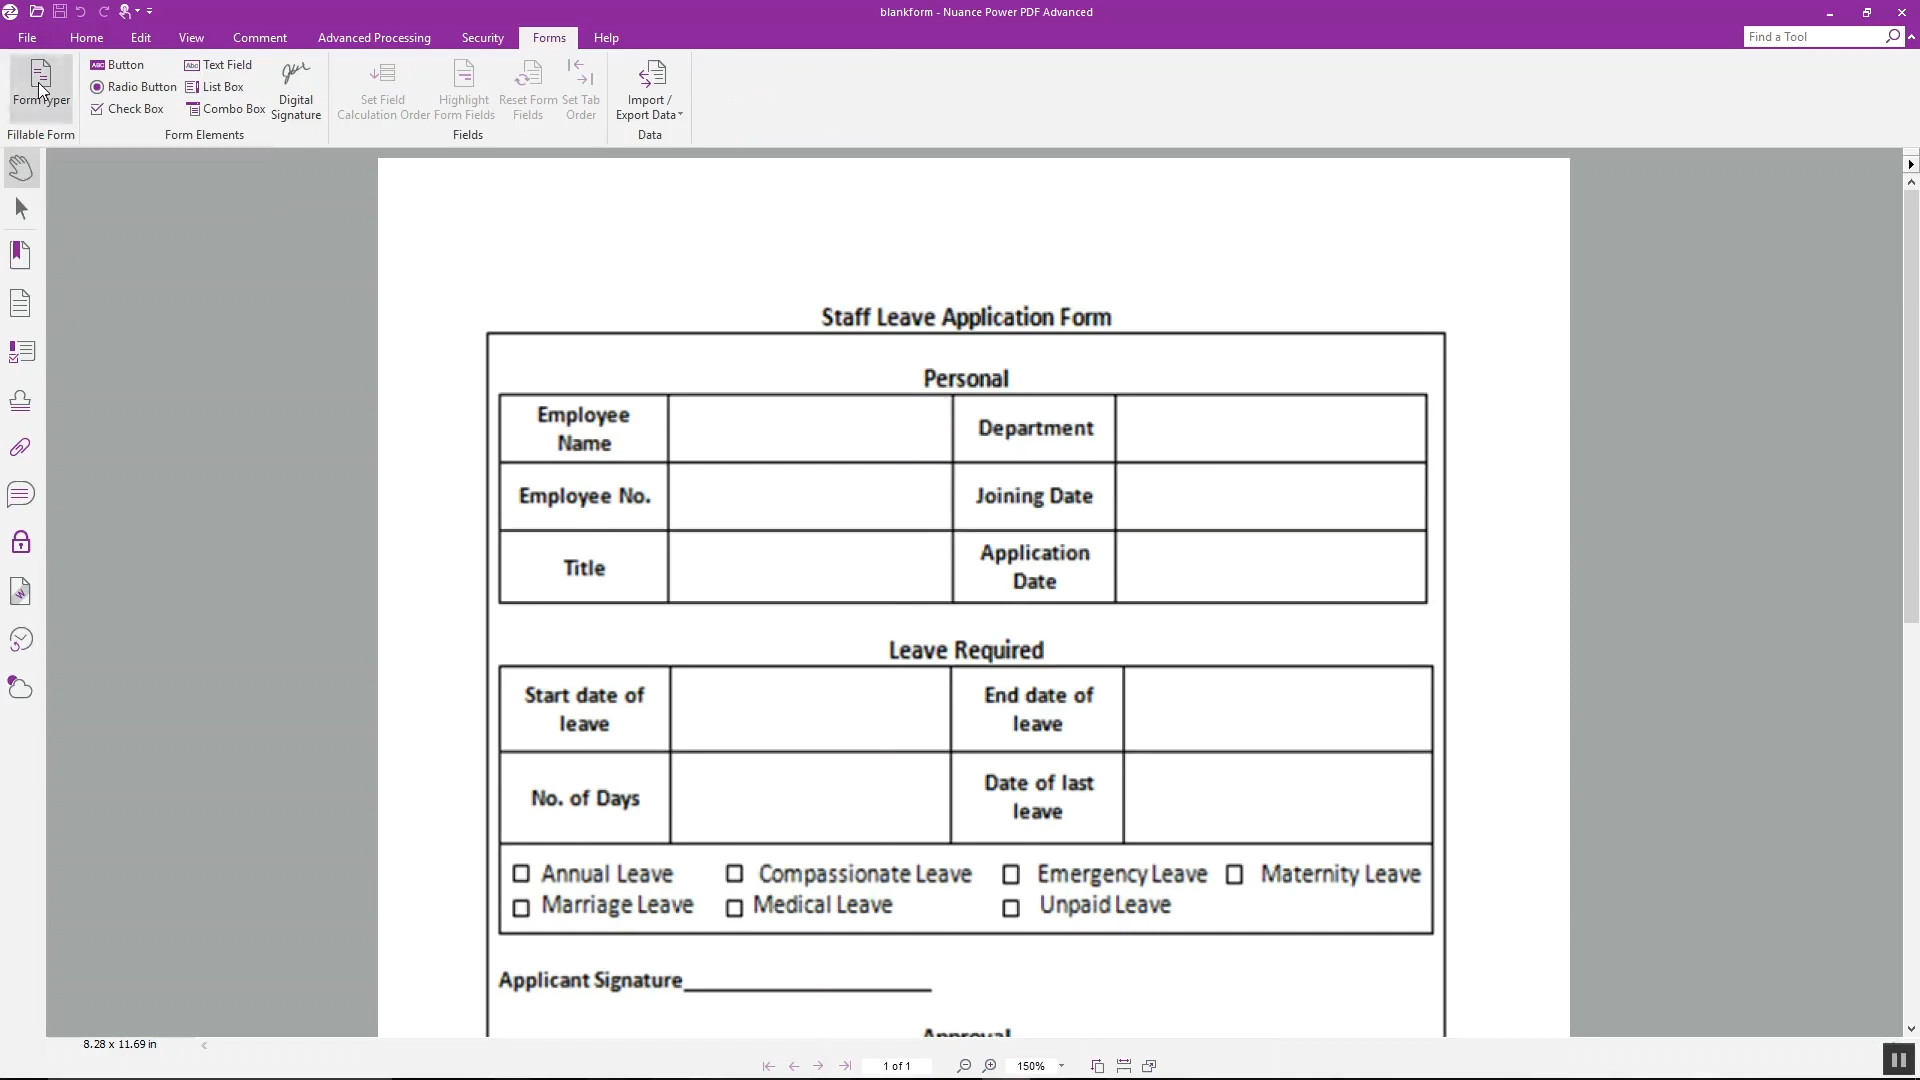 blankform - Nuance Power PDF Advanced
File Home Edit View Comment Advanced Processing Security Forms Help
Find a Tool
Button Text Field
Radio Button List Box
Check Box Combo Box
Digital
Signature
Set Field
Calculation Order
Highlight
Form Fields
Reset Form
Fields
Set Tab
Order
Import /
Export Data
Fillable Form Form Elements Fields Data
Staff Leave Application Form
Personal
Employee
Name
Department
Employee No.
Joining Date
Title
Application
Date
Leave Required
Start date of
leave
End date of
leave
No. of Days
Date of last
leave
Annual Leave Compassionate Leave Emergency Leave Maternity Leave
Marriage Leave Medical Leave Unpaid Leave
Applicant Signature
8.28 x 11.69 in
1 of 1
150%